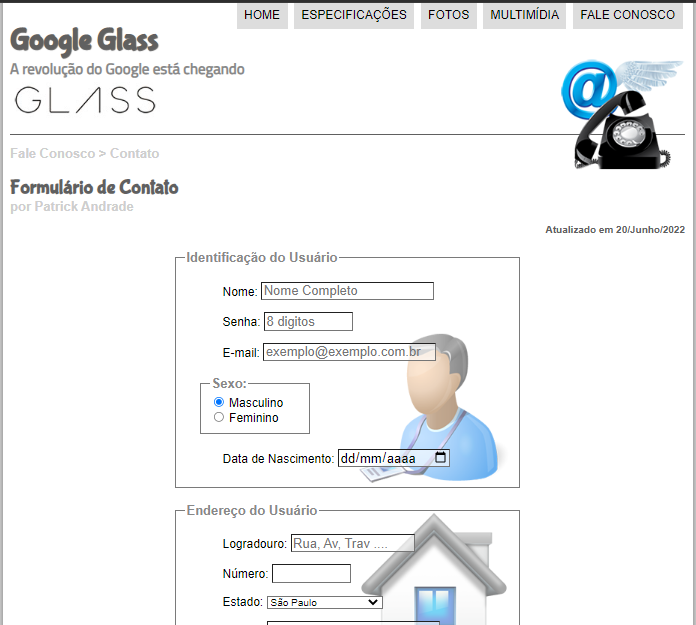 HOME ESPECIFICAÇÕES FOTOS MULTIMÍDIA FALE CONOSCO
Google Glass
A revolução do Google está chegando
GLASS
@
Fale Conosco > Contato
Formulário de Contato
por Patrick Andrade
Atualizado em 20/Junho/2022
Identificação do Usuário
Nome: Nome Completo
Senha: 8 digitos
E-mail: exemplo@exemplo.com.br
Sexo:
Masculino
Feminino
Data de Nascimento: dd/mm/aaaa
Endereço do Usuário
Logradouro: Rua, Av, Trav ....
Número:
Estado: São Paulo